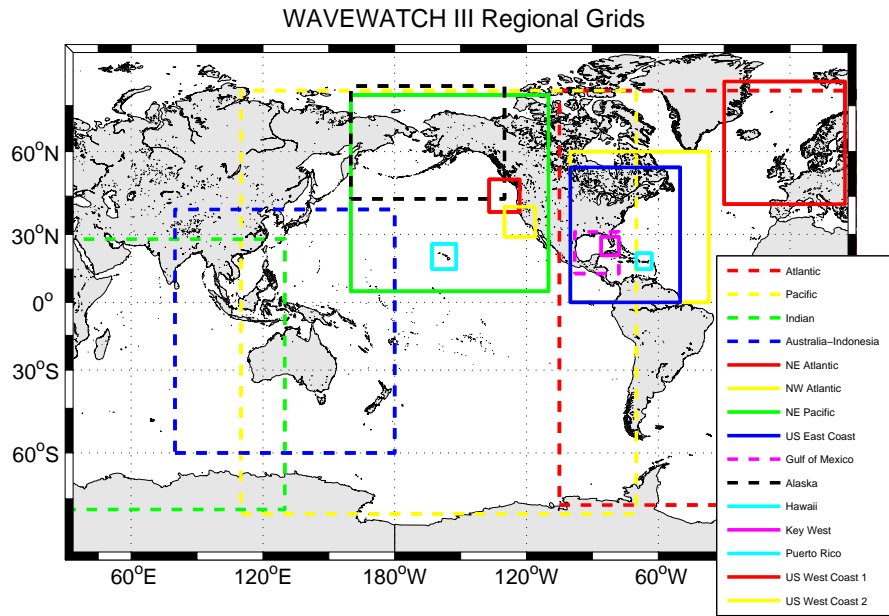 WAVEWATCH III Regional Grids
60°N
30°N
0°
30°S
60°S
60°E
120°E
180°W
120°W
60°W
Atlantic
Pacific
Indian
Australia−Indonesia
NE Atlantic
NW Atlantic
NE Pacific
US East Coast
Gulf of Mexico
Alaska
Hawaii
Key West
Puerto Rico
US West Coast 1
US West Coast 2